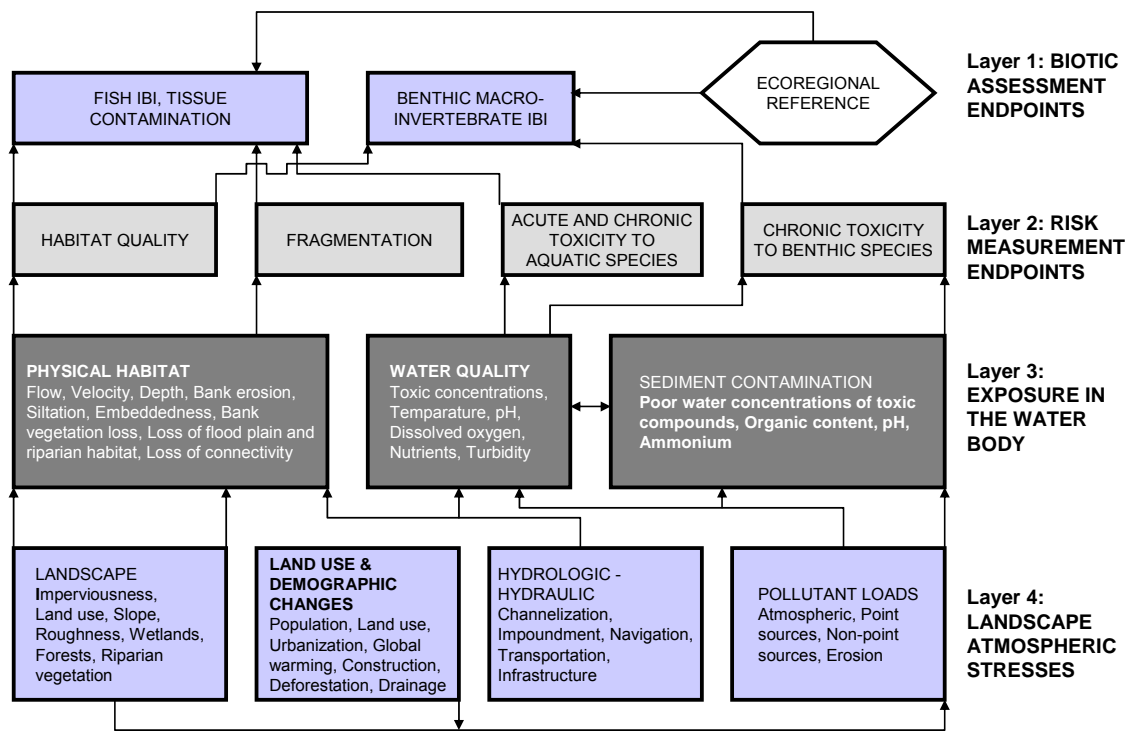 ECOREGIONAL
REFERENCE
Layer 1: BIOTIC
ASSESSMENT
ENDPOINTS
FISH IBI, TISSUE
CONTAMINATION
BENTHIC MACRO-
INVERTEBRATE IBI
HABITAT QUALITY
FRAGMENTATION
ACUTE AND CHRONIC
TOXICITY TO
AQUATIC SPECIES
CHRONIC TOXICITY
TO BENTHIC SPECIES
Layer 2: RISK
MEASUREMENT
ENDPOINTS
PHYSICAL HABITAT
Flow, Velocity, Depth, Bank erosion,
Siltation, Embeddedness, Bank
vegetation loss, Loss of flood plain and
riparian habitat, Loss of connectivity
WATER QUALITY
Toxic concentrations,
Temparature, pH,
Dissolved oxygen,
Nutrients, Turbidity
SEDIMENT CONTAMINATION
Poor water concentrations of toxic
compounds, Organic content, pH,
Ammonium
Layer 3:
EXPOSURE IN
THE WATER
BODY
LANDSCAPE
Imperviousness,
Land use, Slope,
Roughness, Wetlands,
Forests, Riparian
vegetation
LAND USE &
DEMOGRAPHIC
CHANGES
Population, Land use,
Urbanization, Global
warming, Construction,
Deforestation, Drainage
HYDROLOGIC -
HYDRAULIC
Channelization,
Impoundment, Navigation,
Transportation,
Infrastructure
POLLUTANT LOADS
Atmospheric, Point
sources, Non-point
sources, Erosion
Layer 4:
LANDSCAPE
ATMOSPHERIC
STRESSES